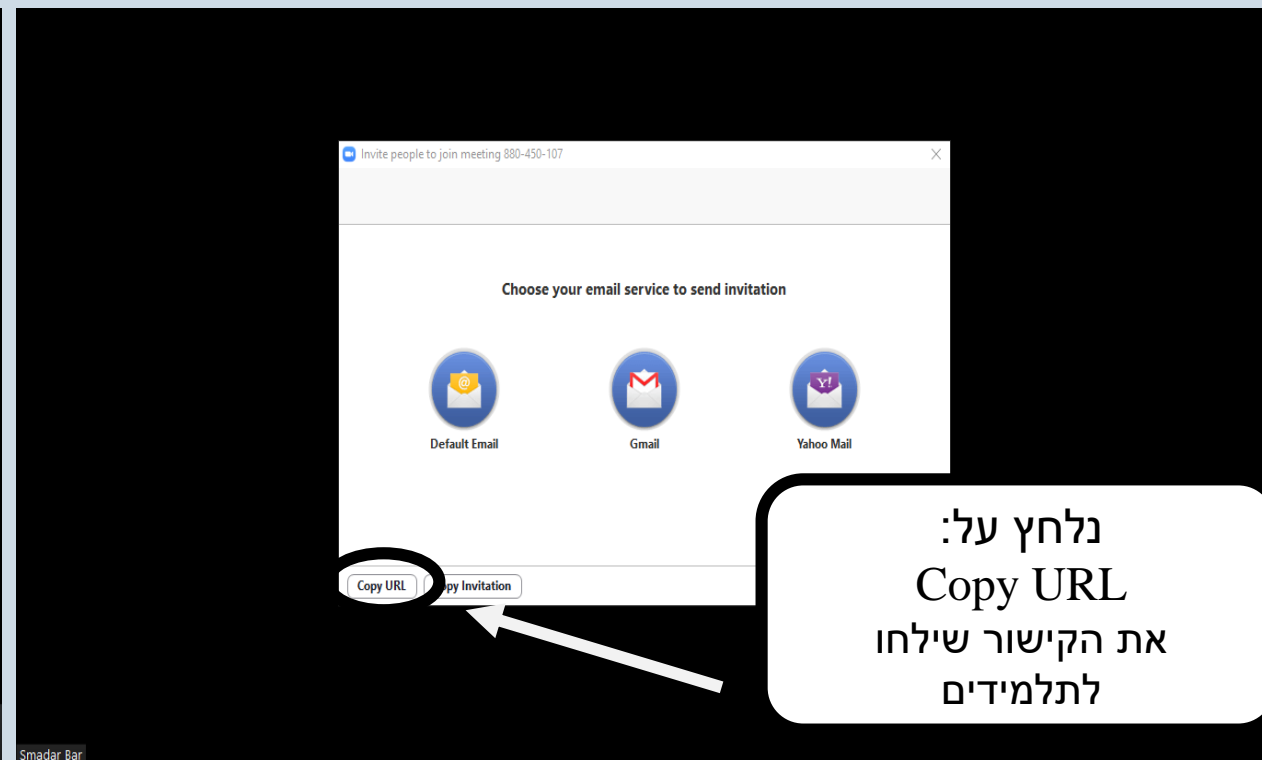 Invite people to join meeting 880-450-107
Choose your email service to send invitation
Default Email
Gmail
Yahoo Mail
Copy URL
py Invitation
נלחץ על:
Copy URL
את הקישור שילחו
לתלמידים
Smadar Bar